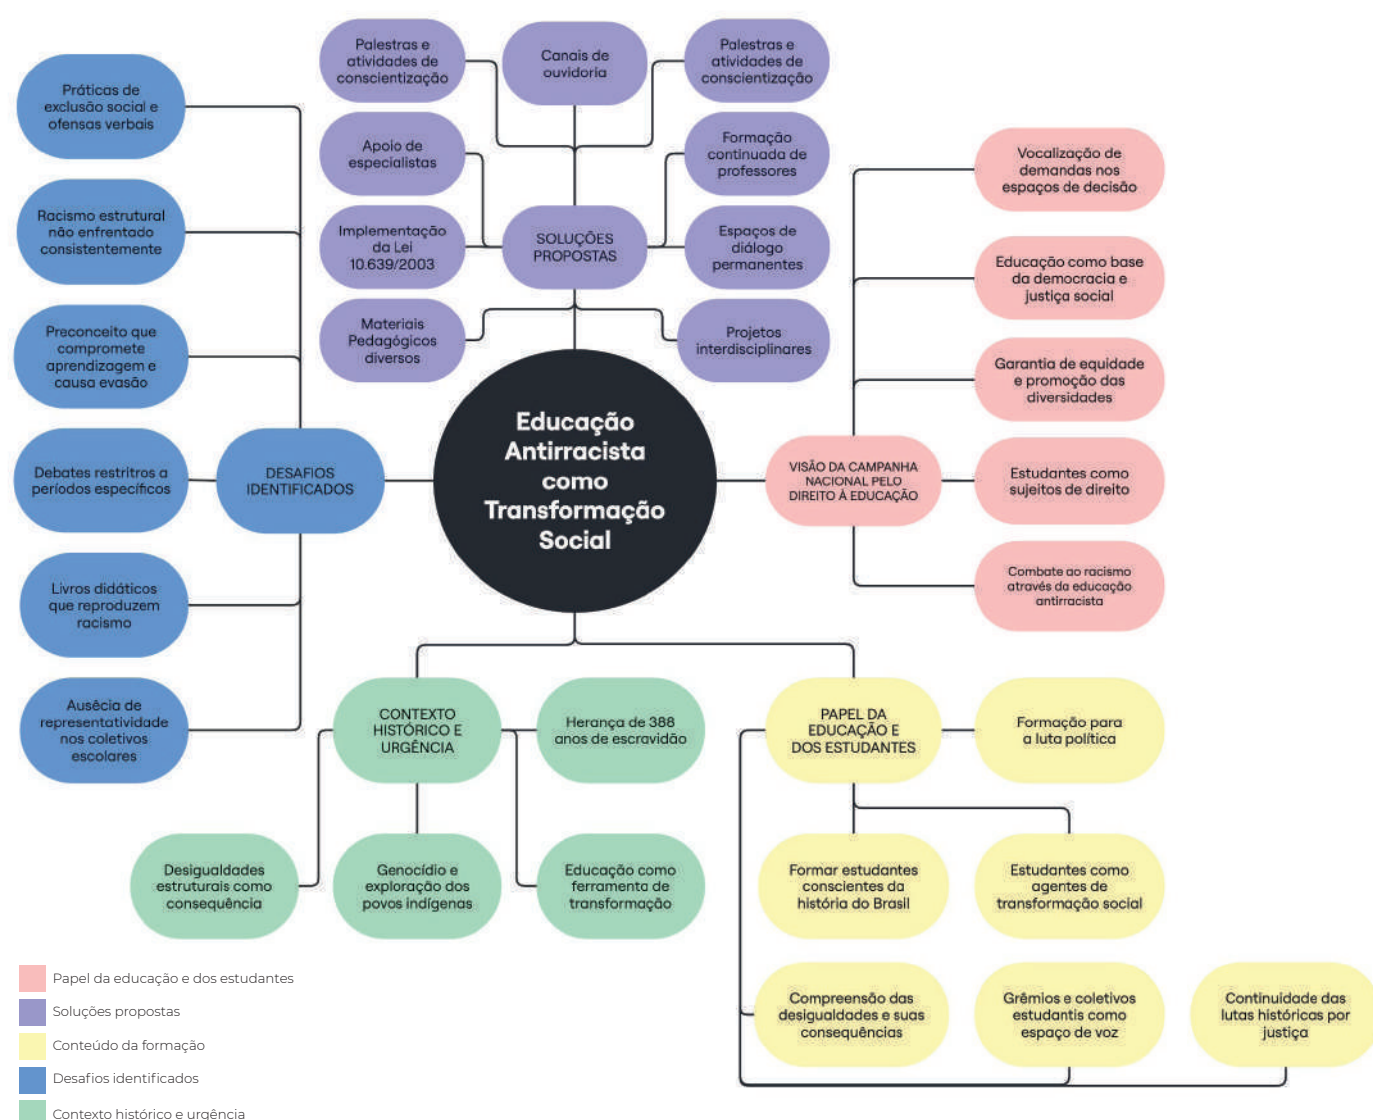 Palestras e
atividades de
conscientização
Canais de
ouvidoria
Palestras e
atividades de
conscientização
Apoio de
especialistas
Formação
continuada de
professores
Implementação
da Lei
10.639/2003
SOLUÇÕES
PROPOSTAS
Espaços de
diálogo
permanentes
Materiais
Pedagógicos
diversos
Projetos
interdisciplinares
Práticas de
exclusão social e
ofensas verbais
Racismo estrutural
não enfrentado
consistentemente
Preconceito que
compromete
aprendizagem e
causa evasão
Debates restritros a
períodos específicos
DESAFIOS
IDENTIFICADOS
Livros didáticos
que reproduzem
racismo
Ausêcia de
representatividade
nos coletivos
escolares
Educação
Antirracista
como
Transformação
Social
Vocalização de
demandas nos
espaços de decisão
Educação como base
da democracia e
justiça social
Garantia de equidade
e promoção das
diversidades
VISÃO DA CAMPANHA
NACIONAL PELO
DIREITO À EDUCAÇÃO
Estudantes como
sujeitos de direito
Combate ao racismo
através da educação
antirracista
CONTEXTO
HISTÓRICO E
URGÊNCIA
Herança de 388
anos de escravidão
Desigualdades
estruturais como
consequência
Genocídio e
exploração dos
povos indígenas
Educação como
ferramenta de
transformação
PAPEL DA
EDUCAÇÃO E
DOS ESTUDANTES
Formação para
a luta política
Formar estudantes
conscientes da
história do Brasil
Estudantes como
agentes de
transformação social
Compreensão das
desigualdades e suas
consequências
Grêmios e coletivos
estudantis como
espaço de voz
Continuidade das
lutas históricas por
justiça
Papel da educação e dos estudantes
Soluções propostas
Conteúdo da formação
Desafios identificados
Contexto histórico e urgência